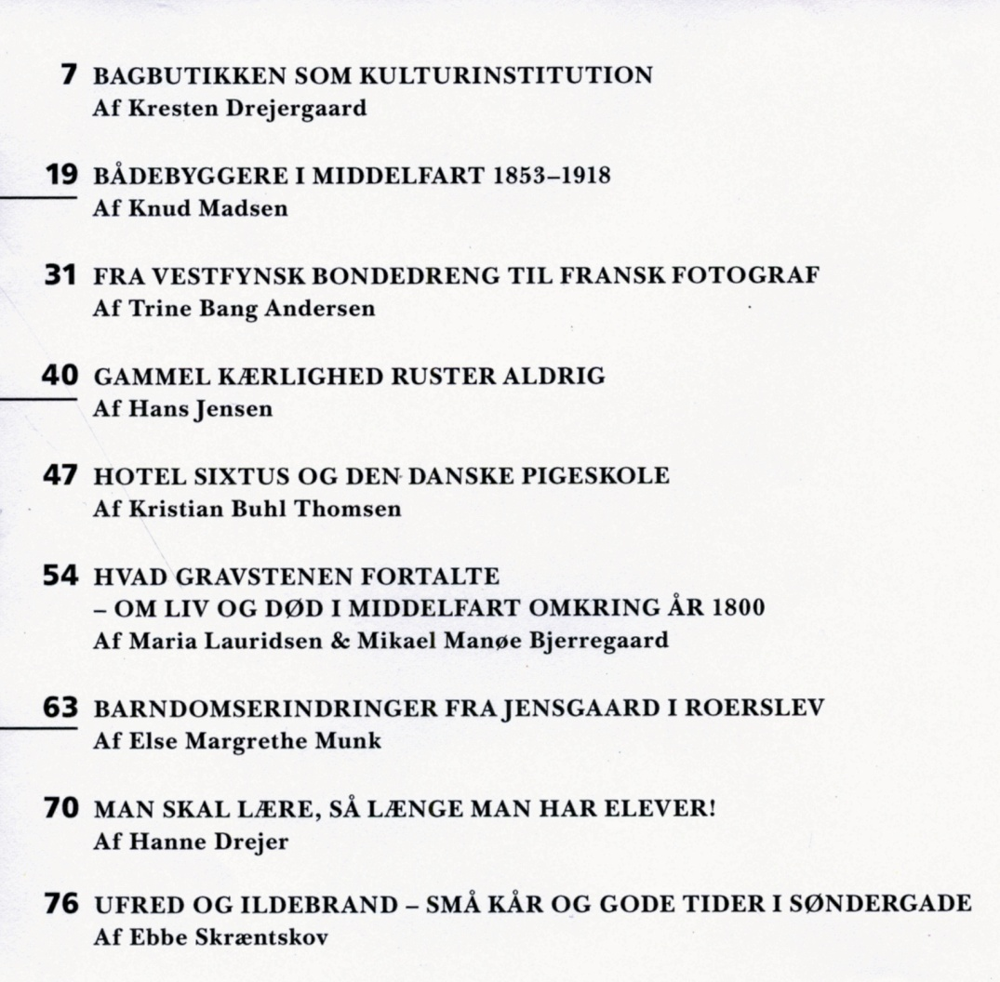 7 BAGBUTIKKEN SOM KULTURINSTITUTION
Af Kresten Drejergaard
19 BÅDEBYGGERE I MIDDELFART 1853–1918
Af Knud Madsen
31 FRA VESTFYNSK BONDEDRENG TIL FRANSK FOTOGRAF
Af Trine Bang Andersen
40 GAMMEL KÆRLIGHED RUSTER ALDRIG
Af Hans Jensen
47 HOTEL SIXTUS OG DEN DANSKE PIGESKOLE
Af Kristian Buhl Thomsen
54 HVAD GRAVSTENEN FORTALTE
– OM LIV OG DØD I MIDDELFART OMKRING ÅR 1800
Af Maria Lauridsen & Mikael Manøe Bjerregaard
63 BARNDOMSERINDRINGER FRA JENSGAARD I ROERSLEV
Af Else Margrethe Munk
70 MAN SKAL LÆRE, SÅ LÆNGE MAN HAR ELEVER!
Af Hanne Drejer
76 UFRED OG ILDEBRAND – SMÅ KÅR OG GODE TIDER I SØNDERGADE
Af Ebbe Skræntskov